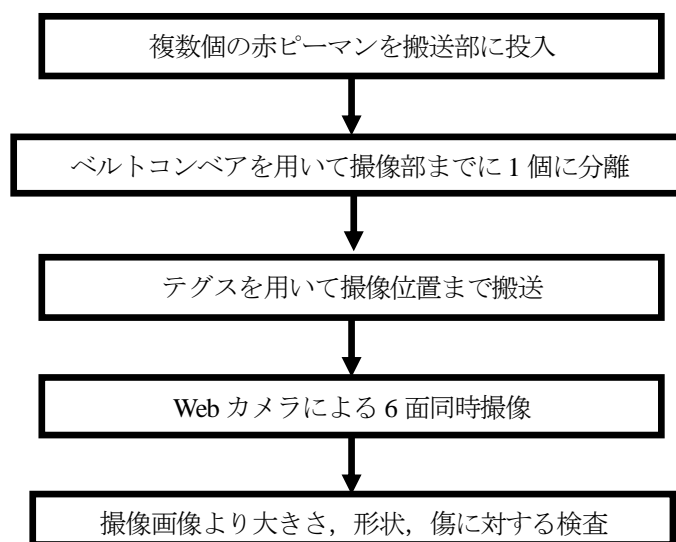 複数個の赤ピーマンを搬送部に投入
ベルトコンベアを用いて撮像部までに 1 個に分離
テグスを用いて撮像位置まで搬送
Web カメラによる 6 面同時撮像
撮像画像より大きさ，形状，傷に対する検査